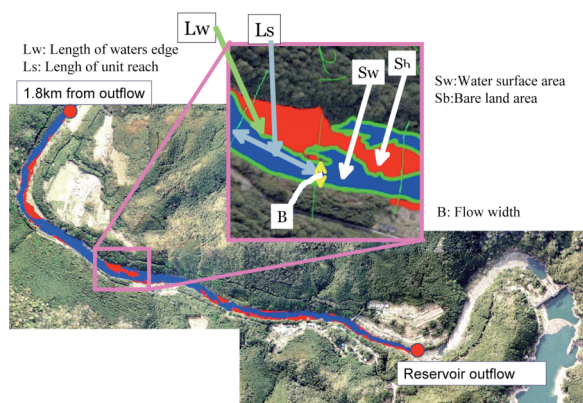 Lw
Ls
Lw: Length of waters edge
Ls: Lengh of unit reach
1.8km from outflow
Sw
Sb
Sw:Water surface area
Sb:Bare land area
B
B: Flow width
Reservoir outflow